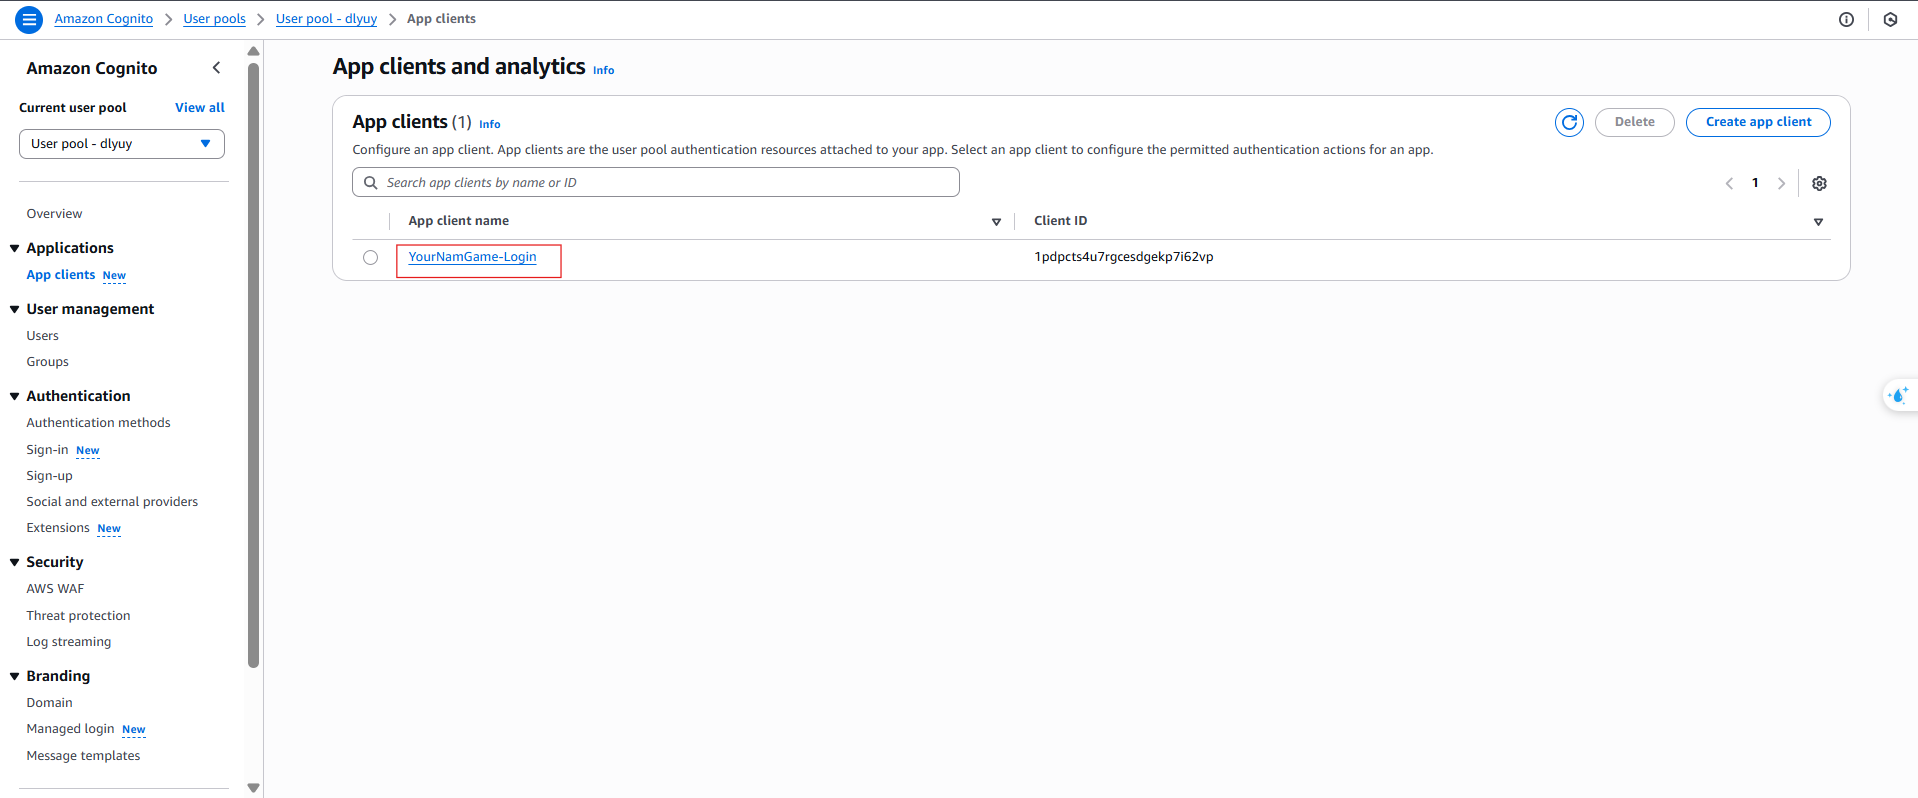 Amazon Cognito > User pools > User pool - dlyuy > App clients
Amazon Cognito
Current user pool View all
User pool - dlyuy
Overview
Applications
App clients New
User management
Users
Groups
Authentication
Authentication methods
Sign-in New
Sign-up
Social and external providers
Extensions New
Security
AWS WAF
Threat protection
Log streaming
Branding
Domain
Managed login New
Message templates
App clients and analytics Info
App clients (1) Info
Delete
Create app client
Configure an app client. App clients are the user pool authentication resources attached to your app. Select an app client to configure the permitted authentication actions for an app.
Search app clients by name or ID
1
App client name Client ID
YourNamGame-Login 1pdpcts4u7rgcesdgekp7i62vp